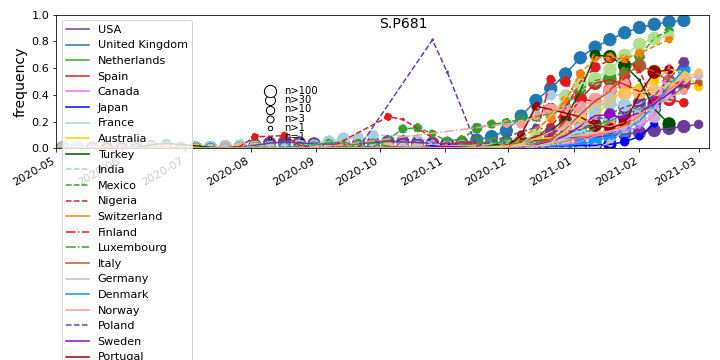 S.P681
frequency
1.0
0.8
0.6
0.4
0.2
0.0
2020-05
2020-07
2020-08
2020-09
2020-10
2020-11
2020-12
2021-01
2021-02
2021-03
n>100
n>30
n>10
n>3
n>1
USA
United Kingdom
Netherlands
Spain
Canada
Japan
France
Australia
Turkey
India
Mexico
Nigeria
Switzerland
Finland
Luxembourg
Italy
Germany
Denmark
Norway
Poland
Sweden
Portugal